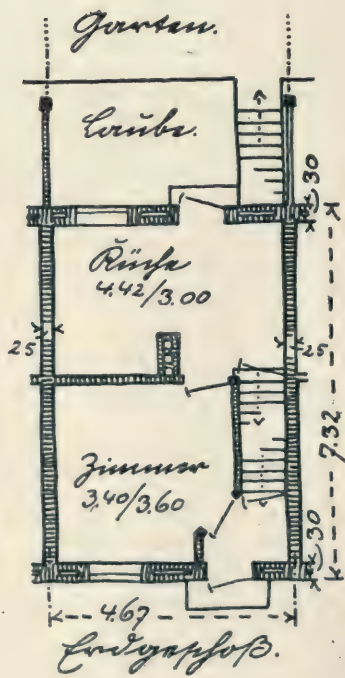 Garten.
Laube.
30
Küche
4.42/3.00
25
25
7.32
Zimmer
3.40/3.60
30
4.67
Erdgeschoß.